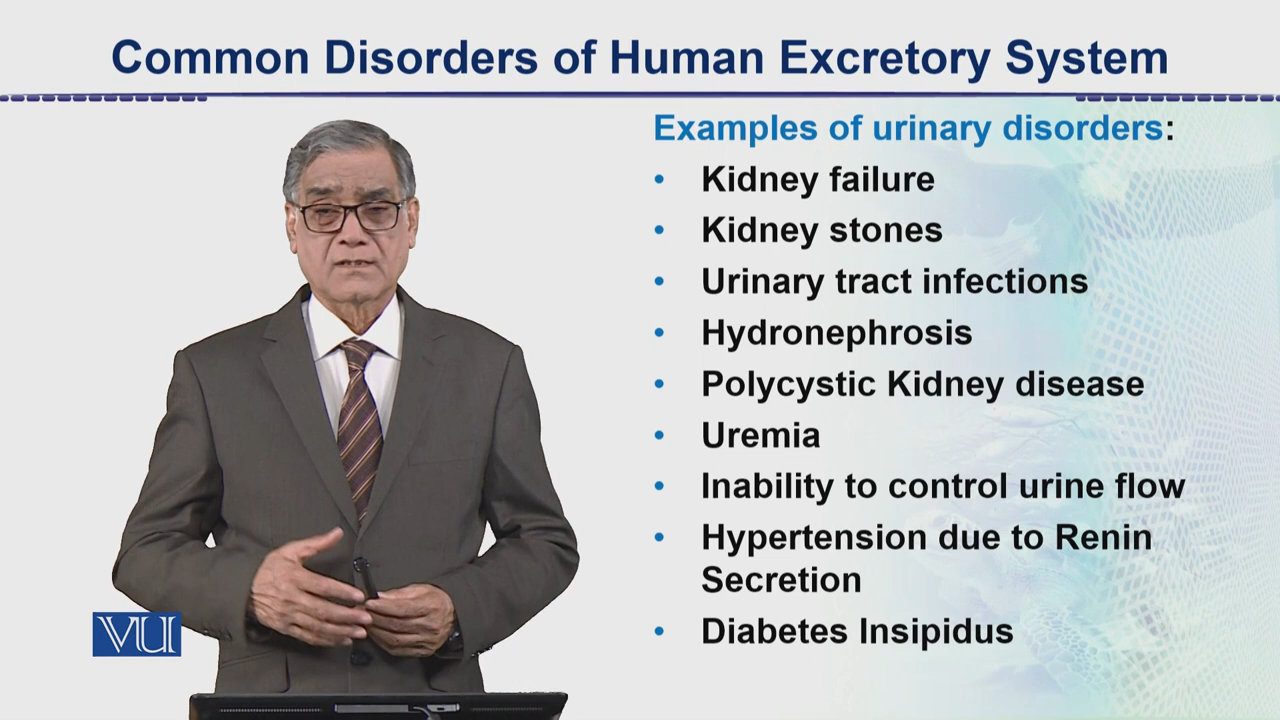 Common Disorders of Human Excretory System
Examples of urinary disorders:
• Kidney failure
• Kidney stones
• Urinary tract infections
• Hydronephrosis
• Polycystic Kidney disease
• Uremia
• Inability to control urine flow
• Hypertension due to Renin
Secretion
• Diabetes Insipidus
VU